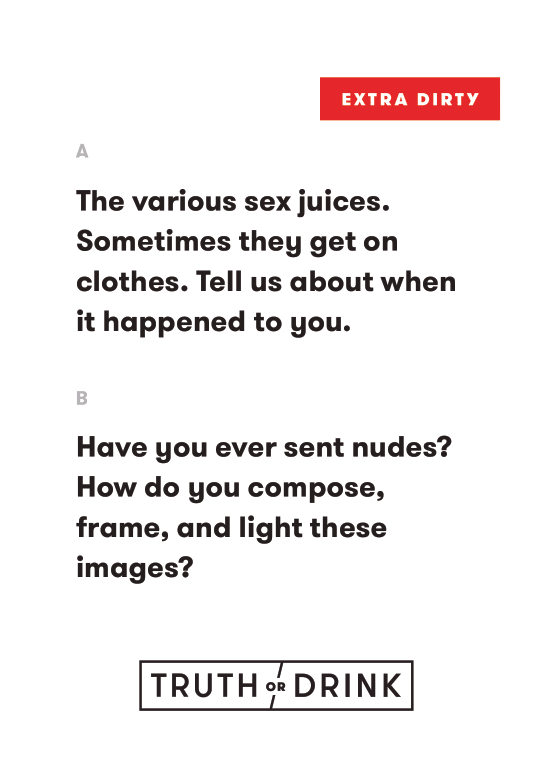 EXTRA DIRTY
A
The various sex juices.
Sometimes they get on
clothes. Tell us about when
it happened to you.
B
Have you ever sent nudes?
How do you compose,
frame, and light these
images?
TRUTH OR DRINK